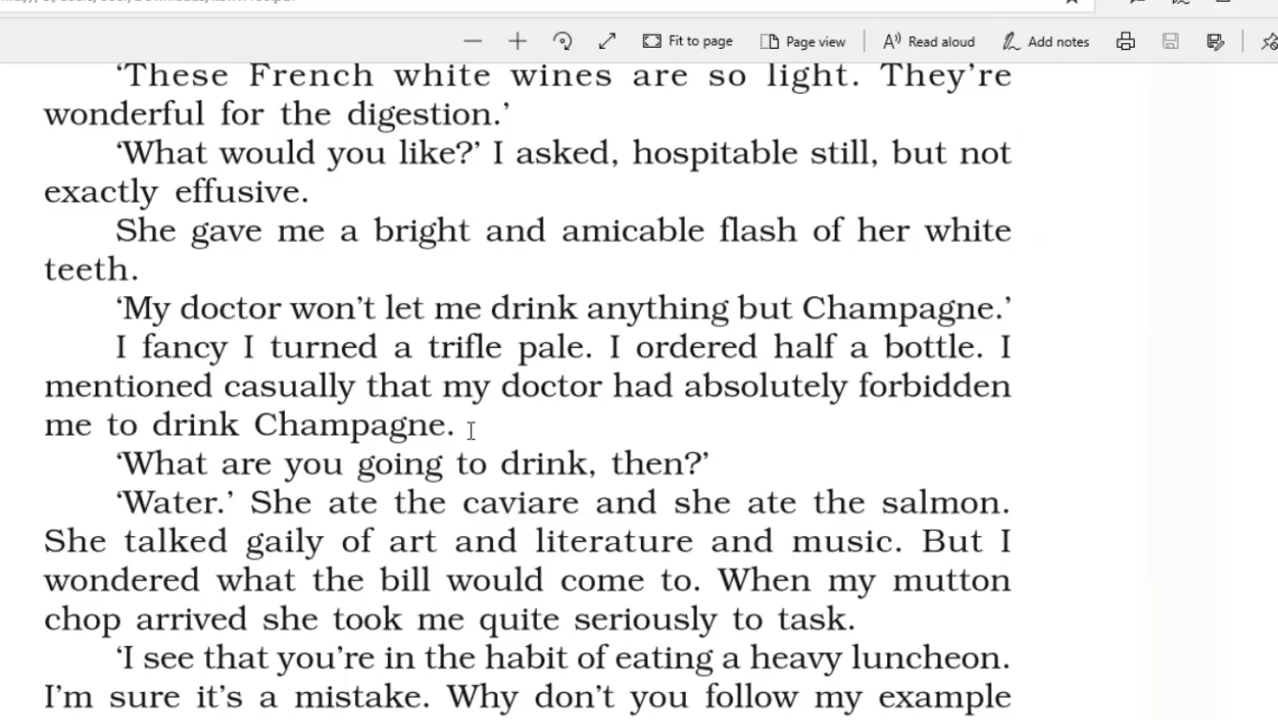 Fit to page
Page view
Read aloud
Add notes
‘These French white wines are so light. They’re
wonderful for the digestion.’
‘What would you like?’ I asked, hospitable still, but not
exactly effusive.
She gave me a bright and amicable flash of her white
teeth.
‘My doctor won’t let me drink anything but Champagne.’
I fancy I turned a trifle pale. I ordered half a bottle. I
mentioned casually that my doctor had absolutely forbidden
me to drink Champagne.
‘What are you going to drink, then?’
‘Water.’ She ate the caviare and she ate the salmon.
She talked gaily of art and literature and music. But I
wondered what the bill would come to. When my mutton
chop arrived she took me quite seriously to task.
‘I see that you’re in the habit of eating a heavy luncheon.
I’m sure it’s a mistake. Why don’t you follow my example